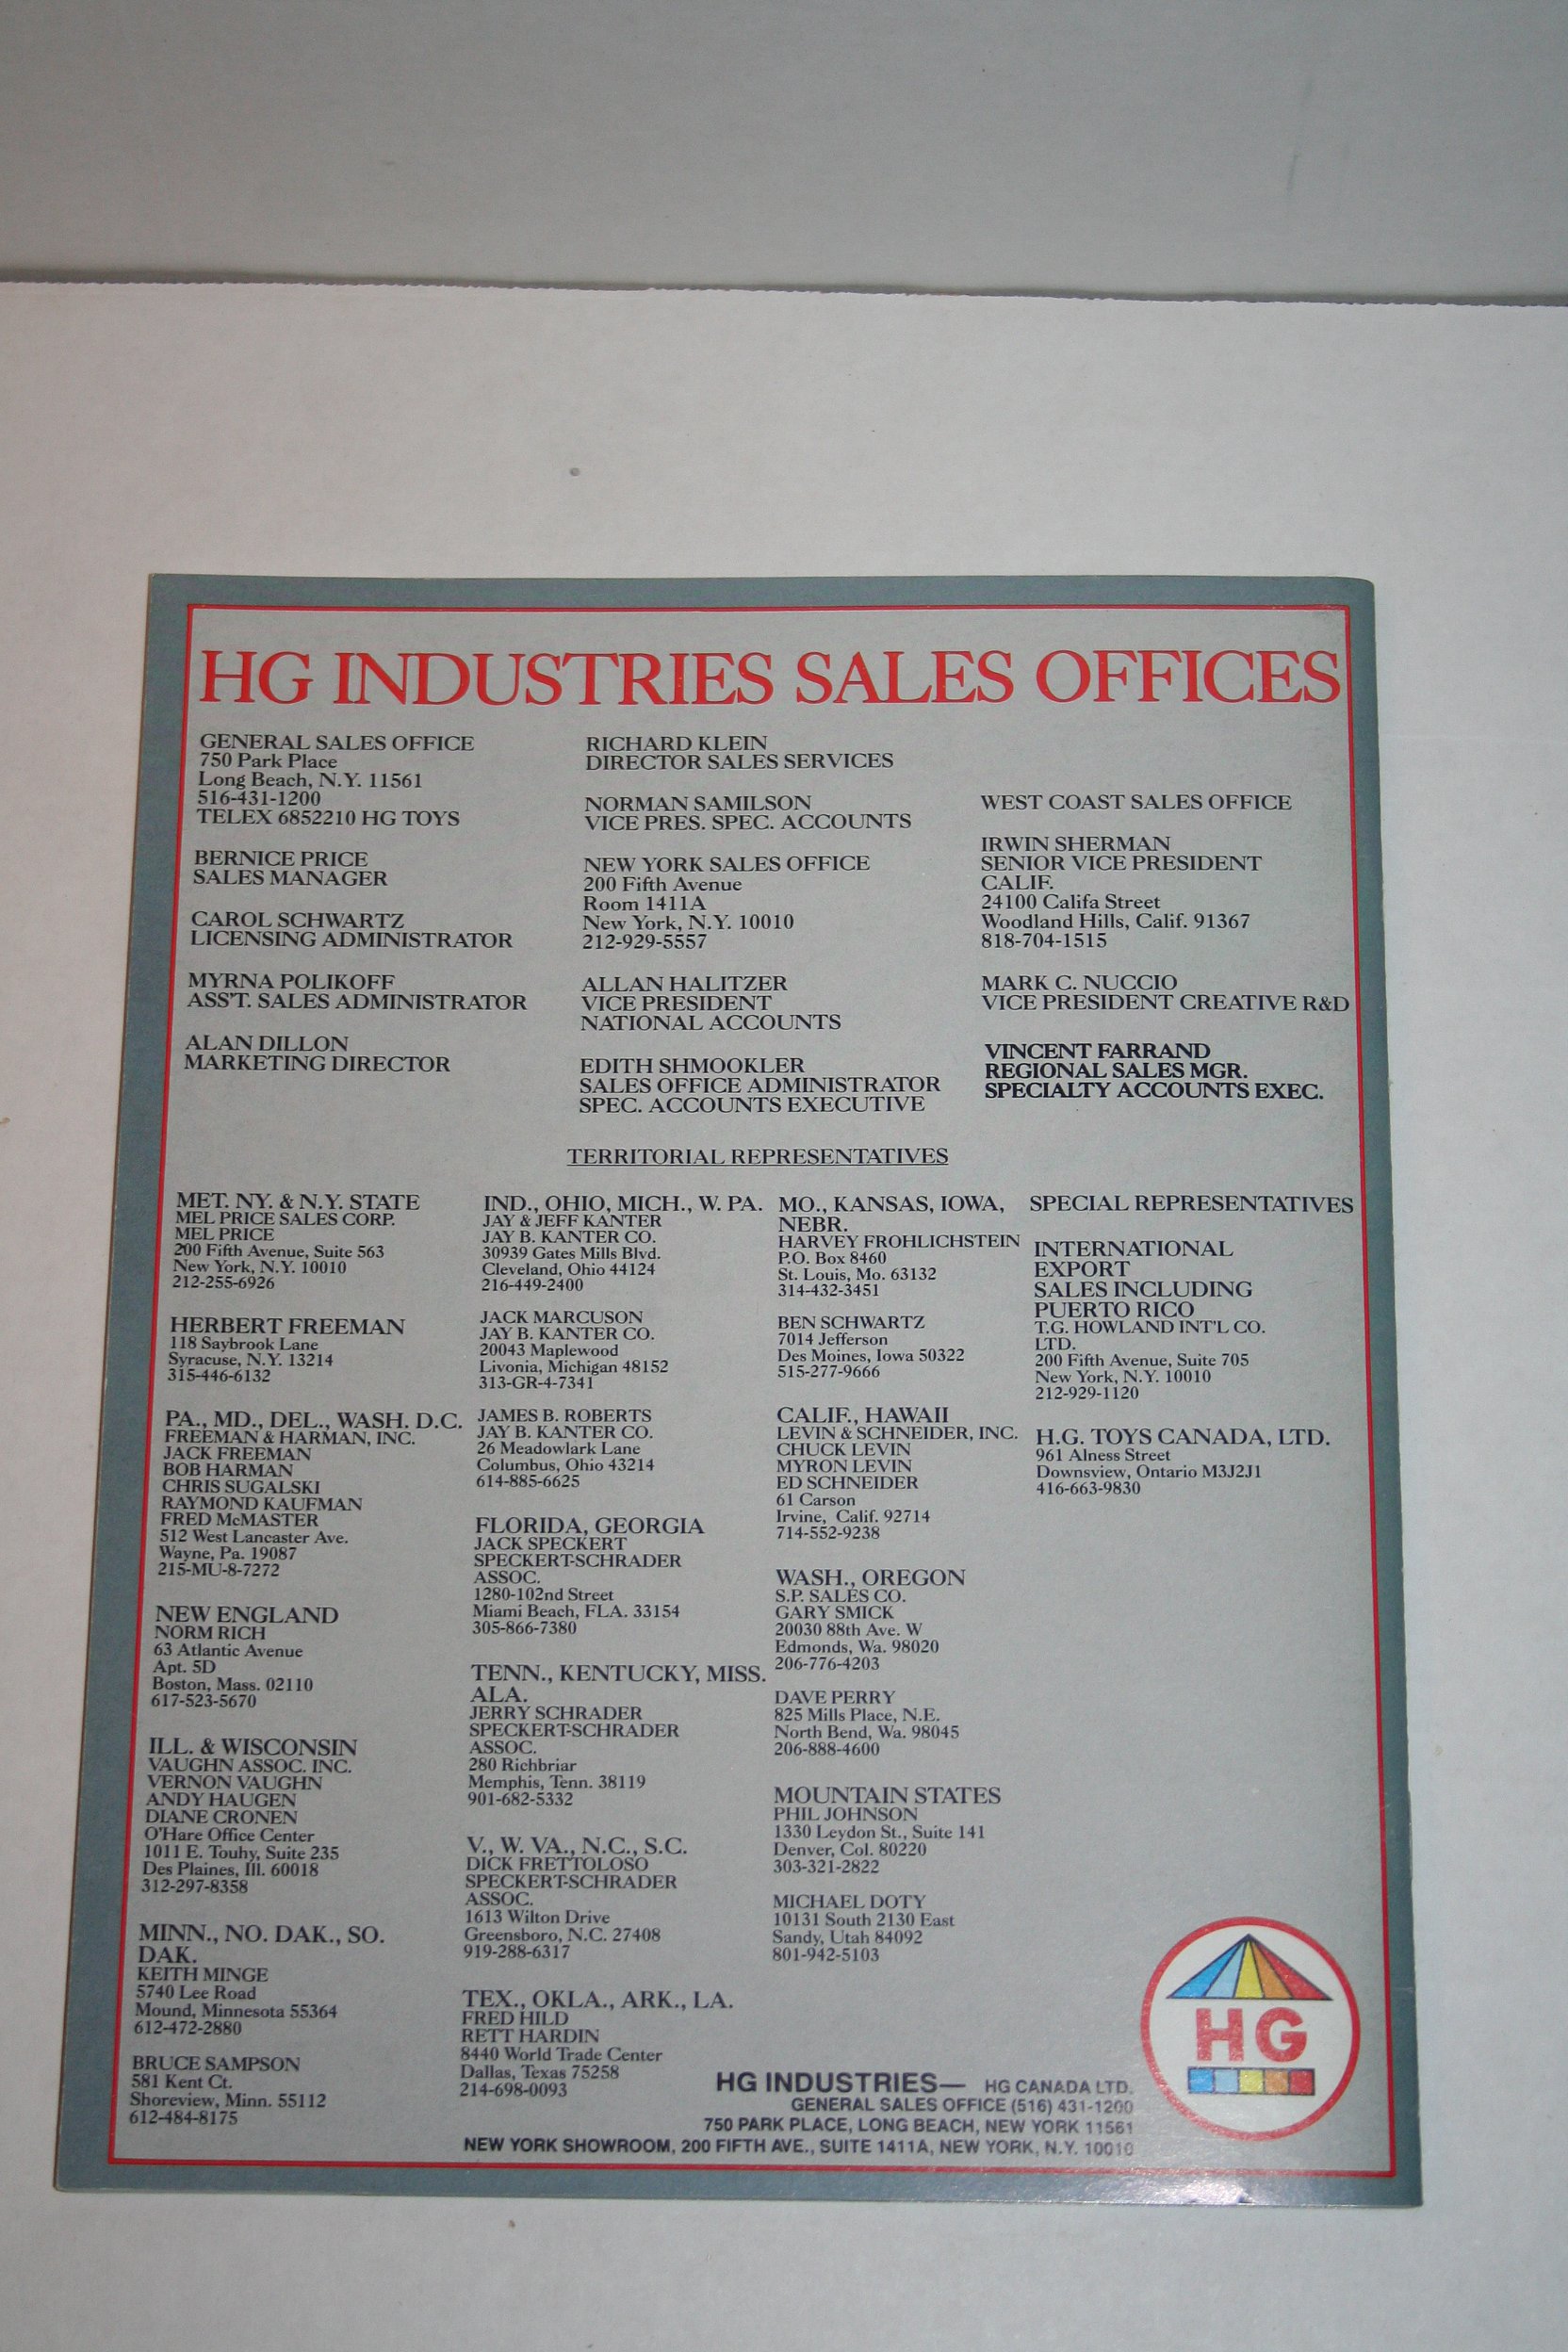 HG INDUSTRIES SALES OFFICES
GENERAL SALES OFFICE
750 Park Place
Long Beach, N.Y. 11561
516-431-1200
TELEX 6852210 HG TOYS
BERNICE PRICE
SALES MANAGER
CAROL SCHWARTZ
LICENSING ADMINISTRATOR
MYRNA POLIKOFF
ASS'T. SALES ADMINISTRATOR
ALAN DILLON
MARKETING DIRECTOR
RICHARD KLEIN
DIRECTOR SALES SERVICES
NORMAN SAMILSON
VICE PRES. SPEC. ACCOUNTS
NEW YORK SALES OFFICE
200 Fifth Avenue
Room 1411A
New York, N.Y. 10010
212-929-5557
ALLAN HALITZER
VICE PRESIDENT
NATIONAL ACCOUNTS
EDITH SHMOOKLER
SALES OFFICE ADMINISTRATOR
SPEC. ACCOUNTS EXECUTIVE
WEST COAST SALES OFFICE
IRWIN SHERMAN
SENIOR VICE PRESIDENT
CALIF.
24100 Califa Street
Woodland Hills, Calif. 91367
818-704-1515
MARK C. NUCCIO
VICE PRESIDENT CREATIVE R&D
VINCENT FARRAND
REGIONAL SALES MGR.
SPECIALTY ACCOUNTS EXEC.
TERRITORIAL REPRESENTATIVES
MET. NY. & N.Y. STATE
MEL PRICE SALES CORP.
MEL PRICE
200 Fifth Avenue, Suite 563
New York, N.Y. 10010
212-255-6926
HERBERT FREEMAN
118 Saybrook Lane
Syracuse, N.Y. 13214
315-446-6132
PA., MD., DEL., WASH. D.C.
FREEMAN & HARMAN, INC.
JACK FREEMAN
BOB HARMAN
CHRIS SUGALSKI
RAYMOND KAUFMAN
FRED McMASTER
512 West Lancaster Ave.
Wayne, Pa. 19087
215-MU-8-7272
NEW ENGLAND
NORM RICH
63 Atlantic Avenue
Apt. 5D
Boston, Mass. 02110
617-523-5670
ILL. & WISCONSIN
VAUGHN ASSOC. INC.
VERNON VAUGHN
ANDY HAUGEN
DIANE CRONEN
O'Hare Office Center
1011 E. Touhy, Suite 235
Des Plaines, Ill. 60018
312-297-8358
MINN., NO. DAK., SO.
DAK.
KEITH MINGE
5740 Lee Road
Mound, Minnesota 55364
612-472-2880
BRUCE SAMPSON
581 Kent Ct.
Shoreview, Minn. 55112
612-484-8175
IND., OHIO, MICH., W. PA.
JAY & JEFF KANTER
JAY B. KANTER CO.
30939 Gates Mills Blvd.
Cleveland, Ohio 44124
216-449-2400
JACK MARCUSON
JAY B. KANTER CO.
20043 Maplewood
Livonia, Michigan 48152
313-GR-4-7341
JAMES B. ROBERTS
JAY B. KANTER CO.
26 Meadowlark Lane
Columbus, Ohio 43214
614-885-6625
FLORIDA, GEORGIA
JACK SPECKERT
SPECKERT-SCHRADER
ASSOC.
1280-102nd Street
Miami Beach, FLA. 33154
305-866-7380
TENN., KENTUCKY, MISS.
ALA.
JERRY SCHRADER
SPECKERT-SCHRADER
ASSOC.
280 Richbriar
Memphis, Tenn. 38119
901-682-5332
V., W. VA., N.C., S.C.
DICK FRETTOLOSO
SPECKERT-SCHRADER
ASSOC.
1613 Wilton Drive
Greensboro, N.C. 27408
919-288-6317
TEX., OKLA., ARK., LA.
FRED HILD
RETT HARDIN
8440 World Trade Center
Dallas, Texas 75258
214-698-0093
MO., KANSAS, IOWA,
NEBR.
HARVEY FROHLICHSTEIN
P.O. Box 8460
St. Louis, Mo. 63132
314-432-3451
BEN SCHWARTZ
7014 Jefferson
Des Moines, Iowa 50322
515-277-9666
CALIF., HAWAII
LEVIN & SCHNEIDER, INC.
CHUCK LEVIN
MYRON LEVIN
ED SCHNEIDER
61 Carson
Irvine, Calif. 92714
714-552-9238
WASH., OREGON
S.P. SALES CO.
GARY SMICK
20030 88th Ave. W
Edmonds, Wa. 98020
206-776-4203
DAVE PERRY
825 Mills Place, N.E.
North Bend, Wa. 98045
206-888-4600
MOUNTAIN STATES
PHIL JOHNSON
1330 Leydon St., Suite 141
Denver, Col. 80220
303-321-2822
MICHAEL DOTY
10131 South 2130 East
Sandy, Utah 84092
801-942-5103
SPECIAL REPRESENTATIVES
INTERNATIONAL
EXPORT
SALES INCLUDING
PUERTO RICO
T.G. HOWLAND INT'L CO.
LTD.
200 Fifth Avenue, Suite 705
New York, N.Y. 10010
212-929-1120
H.G. TOYS CANADA, LTD.
961 Alness Street
Downsview, Ontario M3J2J1
416-663-9830
HG INDUSTRIES— HG CANADA LTD.
GENERAL SALES OFFICE (516) 431-1200
750 PARK PLACE, LONG BEACH, NEW YORK 11561
NEW YORK SHOWROOM, 200 FIFTH AVE., SUITE 1411A, NEW YORK, N.Y. 10010
HG